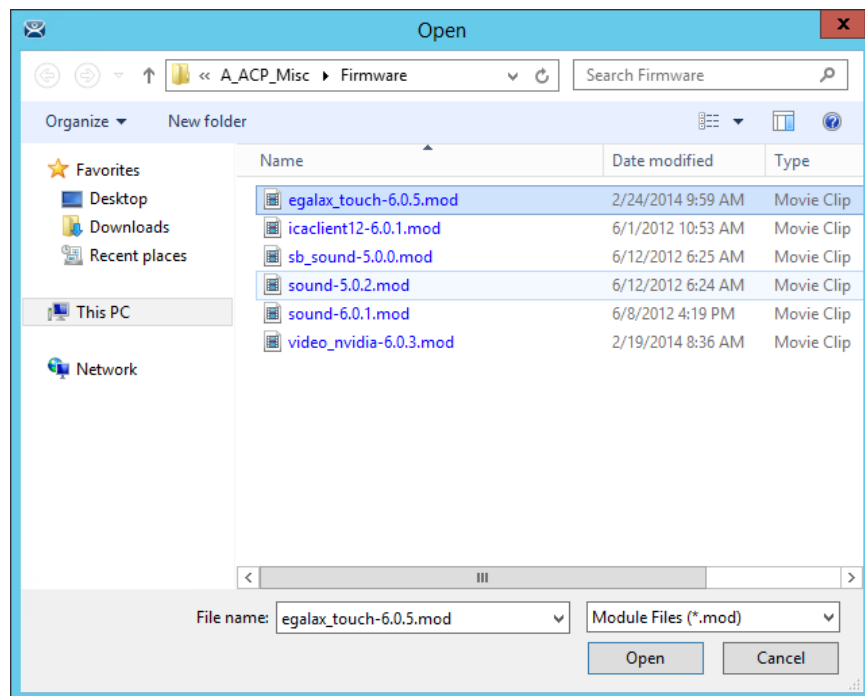 Open
x
« A_ACP_Misc Firmware
Search Firmware
Organize New folder
Name Date modified Type
Favorites
Desktop
Downloads
Recent places
This PC
Network
egalax_touch-6.0.5.mod 2/24/2014 9:59 AM Movie Clip
icaclient12-6.0.1.mod 6/1/2012 10:53 AM Movie Clip
sb_sound-5.0.0.mod 6/12/2012 6:25 AM Movie Clip
sound-5.0.2.mod 6/12/2012 6:24 AM Movie Clip
sound-6.0.1.mod 6/8/2012 4:19 PM Movie Clip
video_nvidia-6.0.3.mod 2/19/2014 8:36 AM Movie Clip
File name: egalax_touch-6.0.5.mod Module Files (*.mod)
Open Cancel